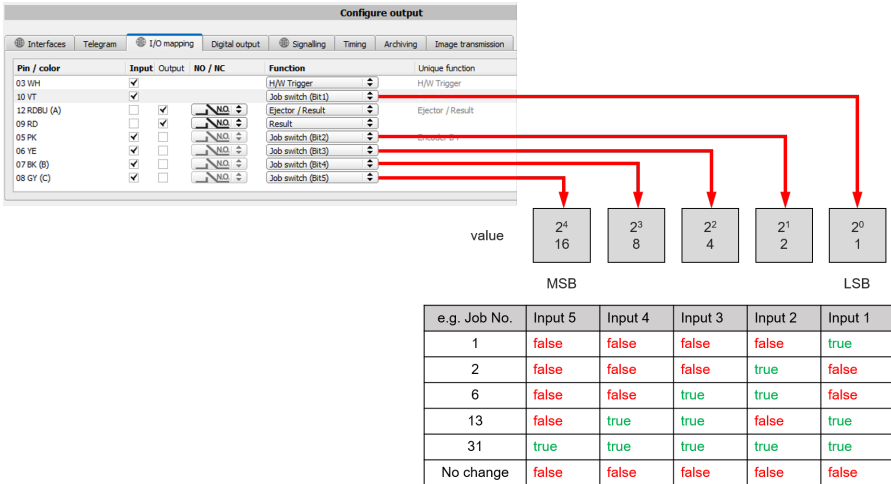 Configure output
Interfaces Telegram I/O mapping Digital output Signalling Timing Archiving Image transmission
Pin / color Input Output NO / NC Function Unique function
03 WH H/W Trigger H/W Trigger
10 VT Job switch (Bit1)
12 RDBU (A) N.O. Ejector / Result Ejector / Result
09 RD N.O. Result
05 PK N.O. Job switch (Bit2)
06 YE N.O. Job switch (Bit3)
07 BK (B) N.O. Job switch (Bit4)
08 GY (C) N.O. Job switch (Bit5)
value
2⁴ 2³ 2² 2¹ 2⁰
16 8 4 2 1
MSB LSB
e.g. Job No. Input 5 Input 4 Input 3 Input 2 Input 1
1 false false false false true
2 false false false true false
6 false false true true false
13 false true true false true
31 true true true true true
No change false false false false false